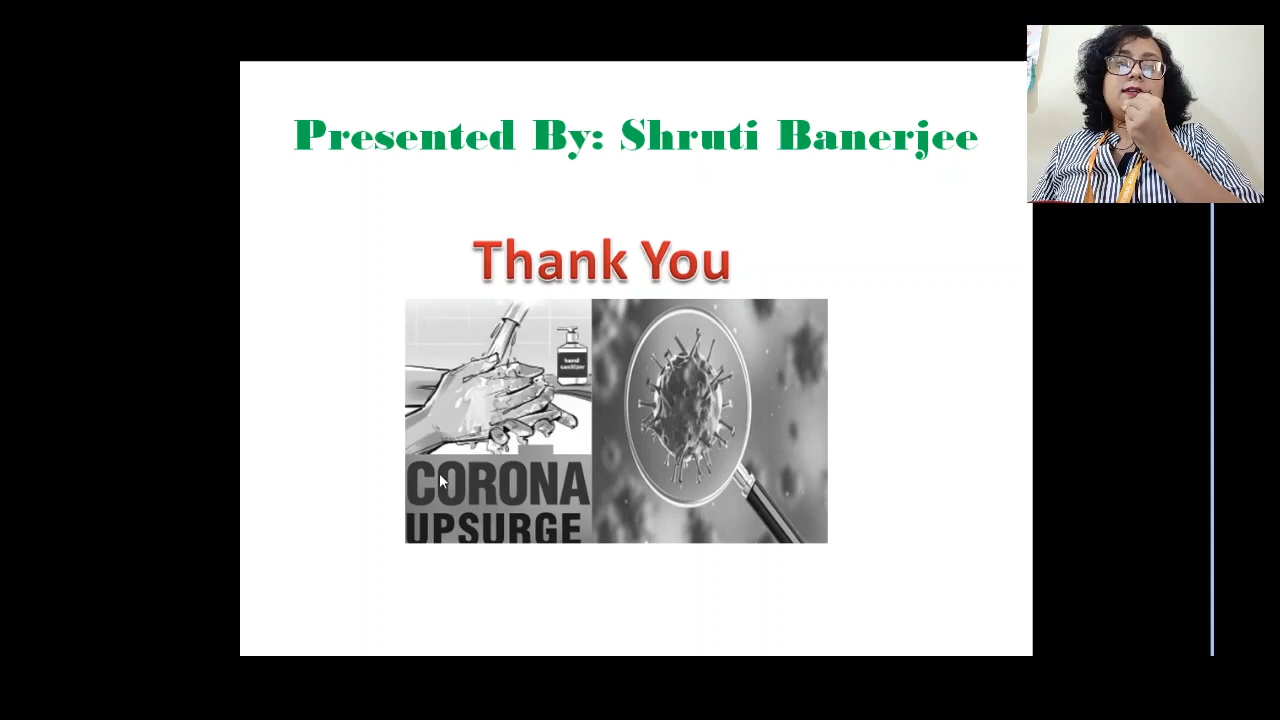 Presented By: Shruti Banerjee
Thank You
hand
sanitizer
CORONA
UPSURGE